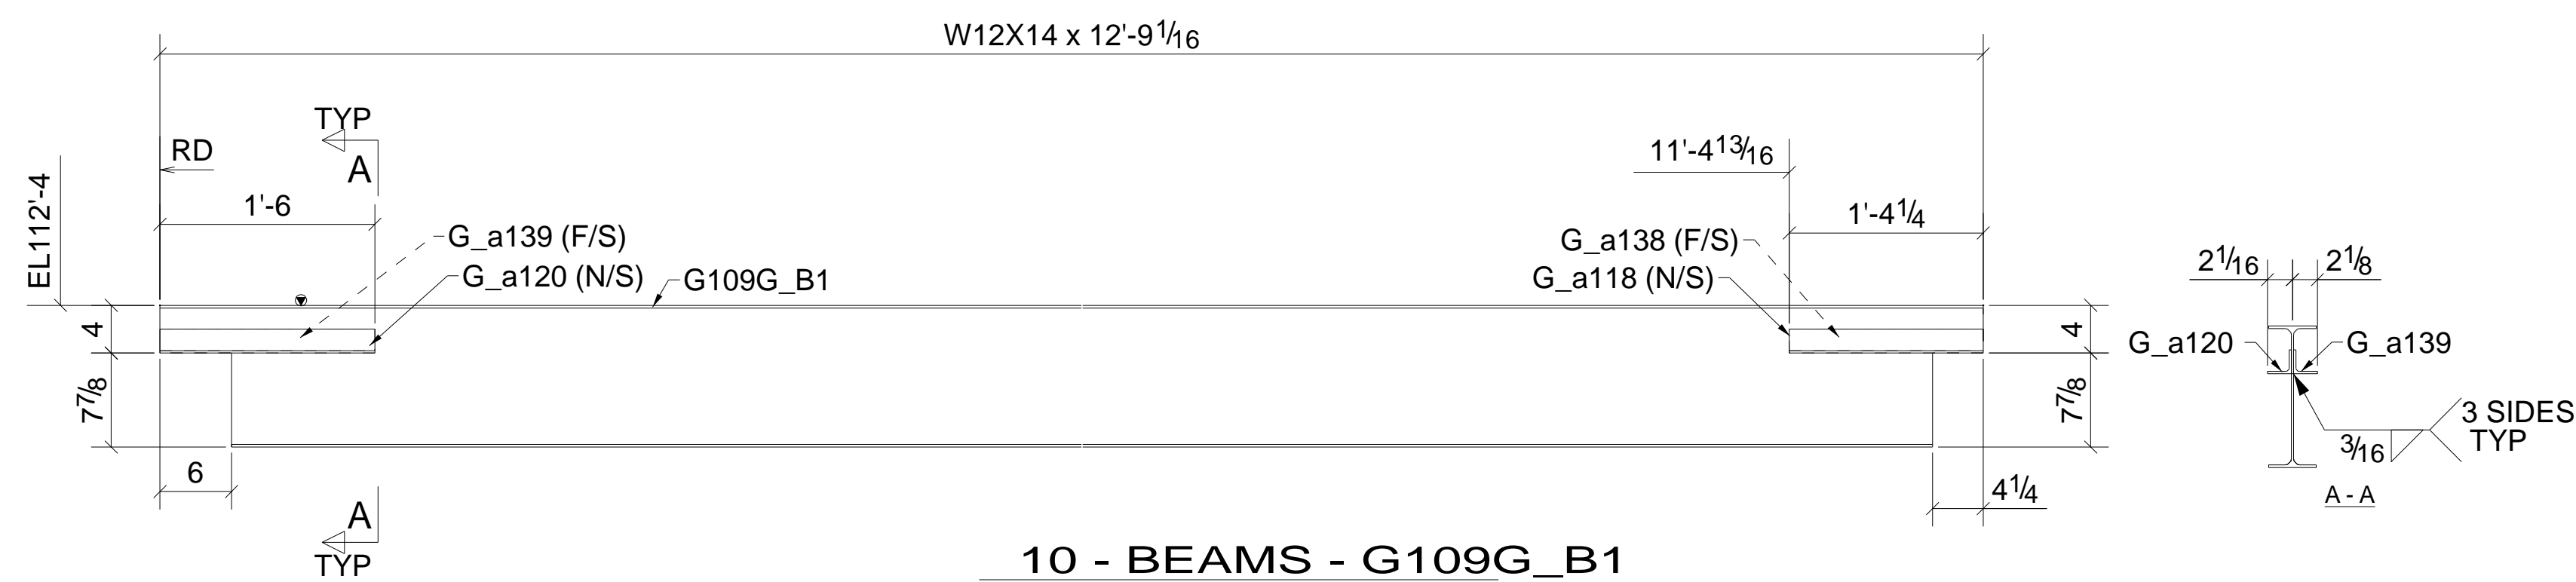 W12X14 x 12'-9 1/16
TYP
A
RD
11'-4 13/16
EL112'-4
1'-6
1'-4 1/4
G_a139 (F/S)
G_a120 (N/S)
G109G_B1
G_a138 (F/S)
G_a118 (N/S)
2 1/16
2 1/8
4
4
G_a120
G_a139
7 7/8
7 7/8
3 SIDES
TYP
3/16
6
4 1/4
A - A
A
TYP
10 - BEAMS - G109G_B1